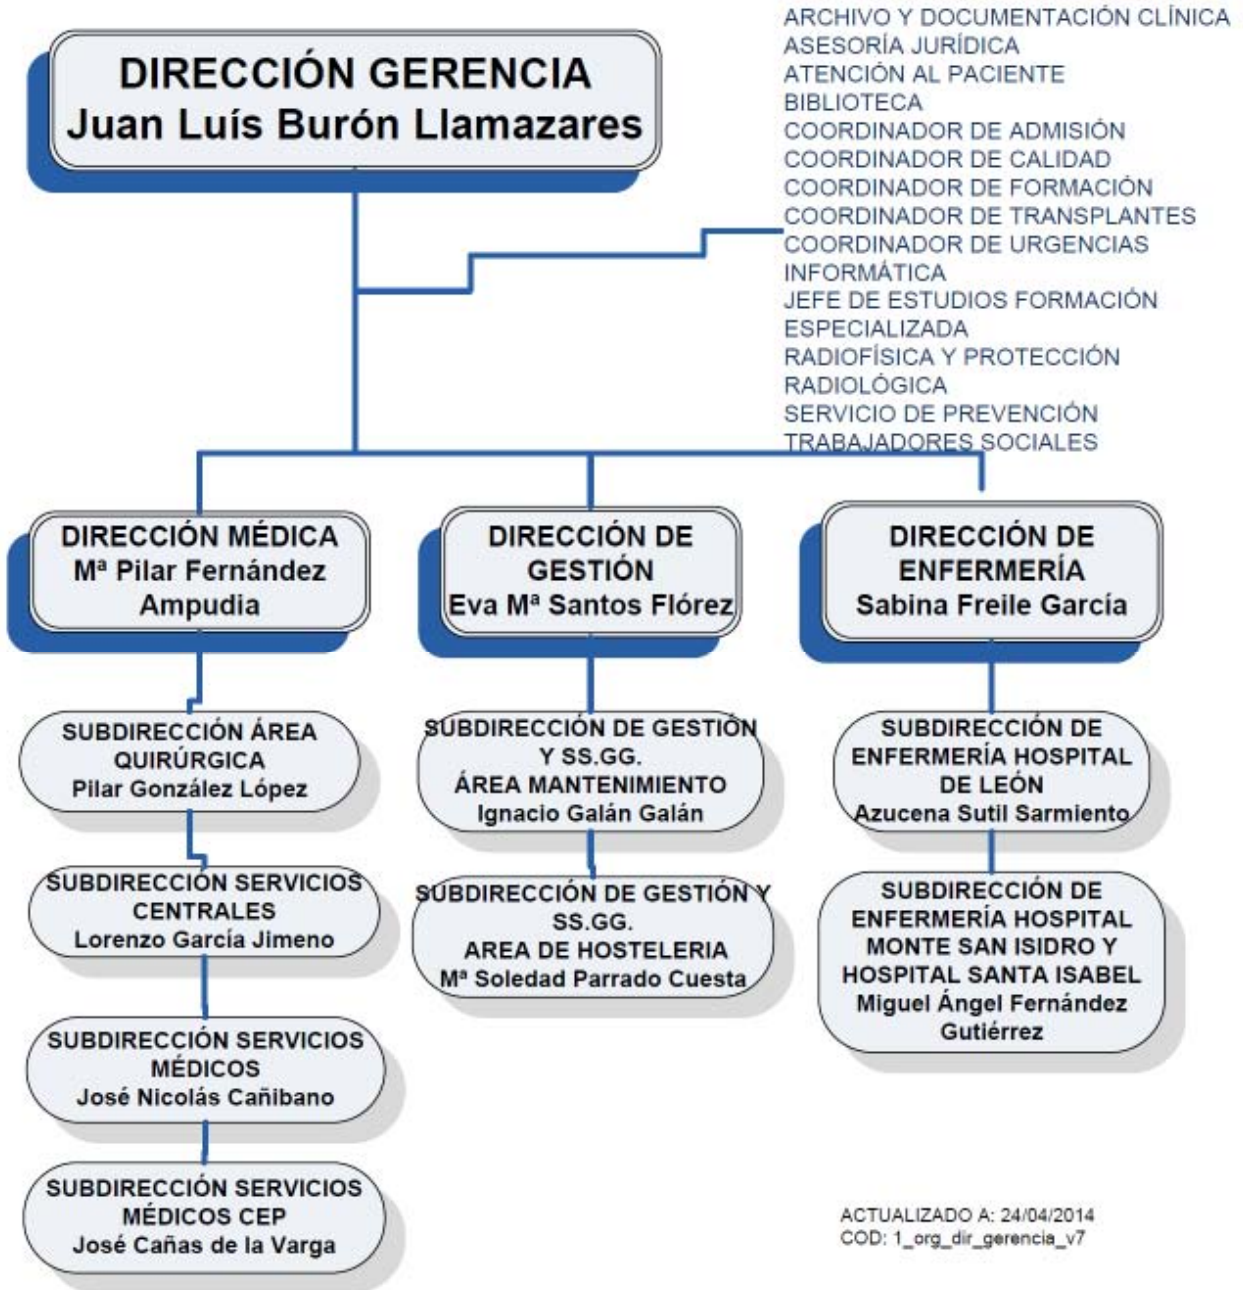 DIRECCIÓN GERENCIA
Juan Luís Burón Llamazares
ARCHIVO Y DOCUMENTACIÓN CLÍNICA
ASESORÍA JURÍDICA
ATENCIÓN AL PACIENTE
BIBLIOTECA
COORDINADOR DE ADMISIÓN
COORDINADOR DE CALIDAD
COORDINADOR DE FORMACIÓN
COORDINADOR DE TRANSPLANTES
COORDINADOR DE URGENCIAS
INFORMÁTICA
JEFE DE ESTUDIOS FORMACIÓN
ESPECIALIZADA
RADIOFÍSICA Y PROTECCIÓN
RADIOLÓGICA
SERVICIO DE PREVENCIÓN
TRABAJADORES SOCIALES
DIRECCIÓN MÉDICA
Mª Pilar Fernández
Ampudia
SUBDIRECCIÓN ÁREA
QUIRÚRGICA
Pilar González López
SUBDIRECCIÓN SERVICIOS
CENTRALES
Lorenzo García Jimeno
SUBDIRECCIÓN SERVICIOS
MÉDICOS
José Nicolás Cañibano
SUBDIRECCIÓN SERVICIOS
MÉDICOS CEP
José Cañas de la Varga
DIRECCIÓN DE
GESTIÓN
Eva Mª Santos Flórez
SUBDIRECCIÓN DE GESTIÓN
Y SS.GG.
ÁREA MANTENIMIENTO
Ignacio Galán Galán
SUBDIRECCIÓN DE GESTIÓN Y
SS.GG.
AREA DE HOSTELERIA
Mª Soledad Parrado Cuesta
DIRECCIÓN DE
ENFERMERÍA
Sabina Freile García
SUBDIRECCIÓN DE
ENFERMERÍA HOSPITAL
DE LEÓN
Azucena Sutil Sarmiento
SUBDIRECCIÓN DE
ENFERMERÍA HOSPITAL
MONTE SAN ISIDRO Y
HOSPITAL SANTA ISABEL
Miguel Ángel Fernández
Gutiérrez
ACTUALIZADO A: 24/04/2014
COD: 1_org_dir_gerencia_v7